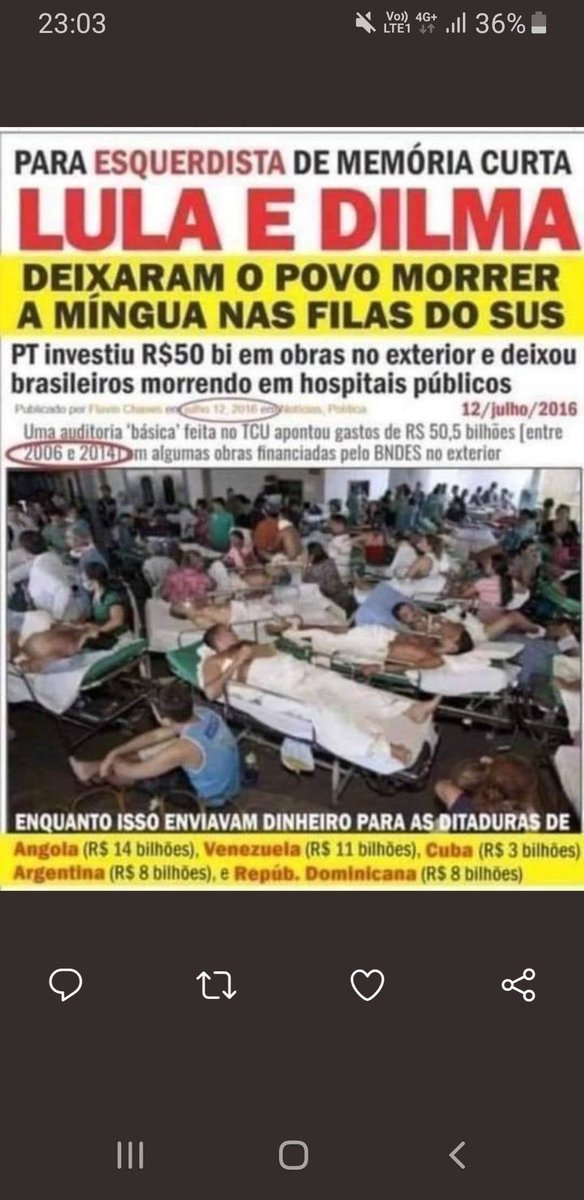 23:03
Vo)) 4G+
LTE1
36%
PARA ESQUERDISTA DE MEMÓRIA CURTA
LULA E DILMA
DEIXARAM O POVO MORRER
A MÍNGUA NAS FILAS DO SUS
PT investiu R$50 bi em obras no exterior e deixou
brasileiros morrendo em hospitais públicos
Publicado por Flavio Chaves em julho 12, 2016 em Notícias, Política
12/julho/2016
Uma auditoria 'básica' feita no TCU apontou gastos de RS 50,5 bilhões [entre
2006 e 2014] em algumas obras financiadas pelo BNDES no exterior
ENQUANTO ISSO ENVIAVAM DINHEIRO PARA AS DITADURAS DE
Angola (R$ 14 bilhões), Venezuela (R$ 11 bilhões), Cuba (R$ 3 bilhões)
Argentina (R$ 8 bilhões), e Repúb. Dominicana (R$ 8 bilhões)